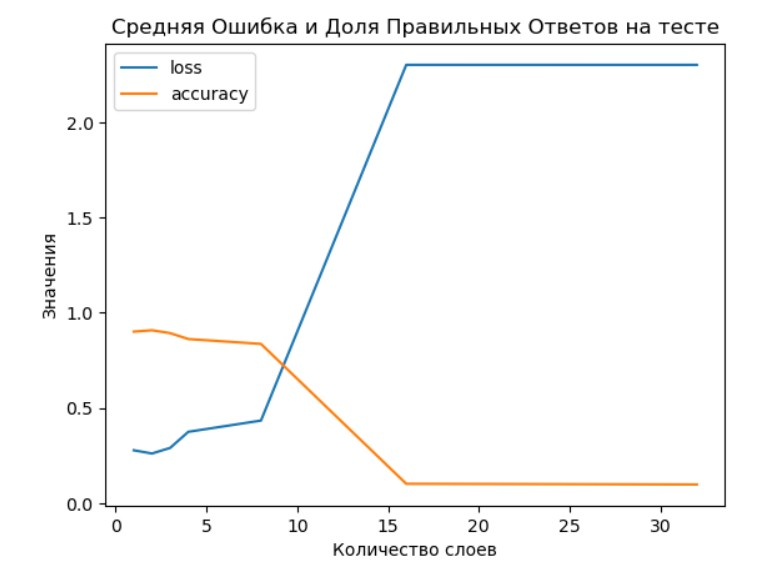 Средняя Ошибка и Доля Правильных Ответов на тесте
loss
accuracy
2.0
1.5
1.0
0.5
0.0
Значения
0 5 10 15 20 25 30
Количество слоев